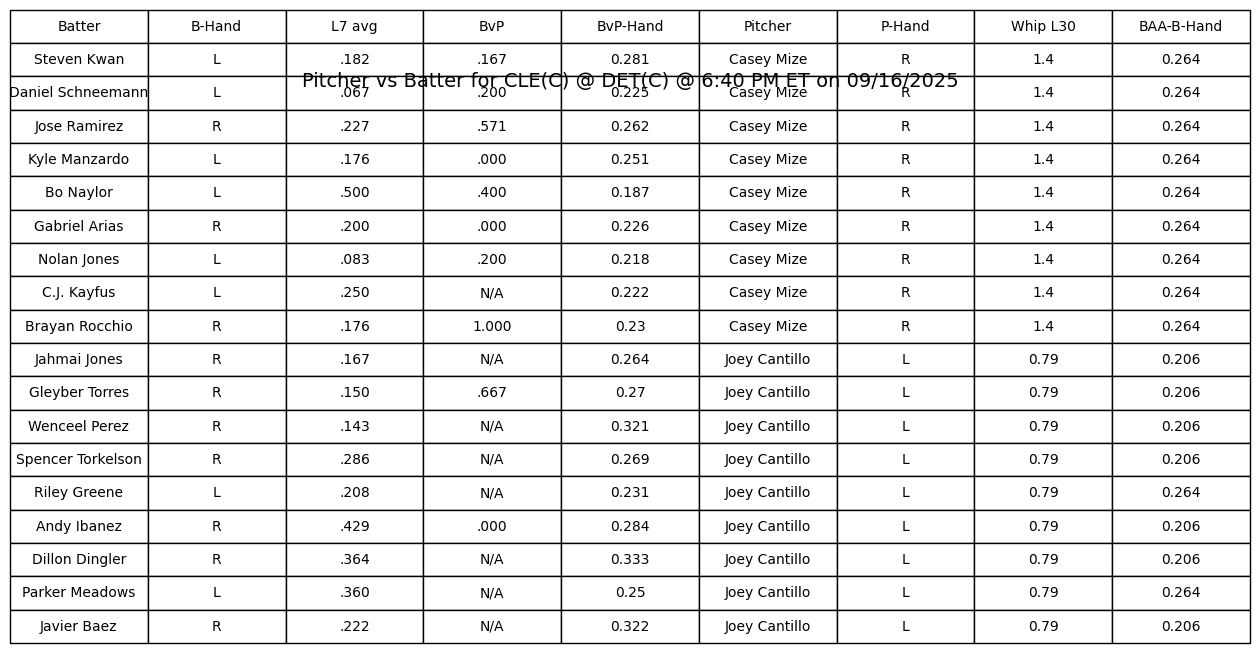 Batter B-Hand L7 avg BvP BvP-Hand Pitcher P-Hand Whip L30 BAA-B-Hand
Steven Kwan L .182 .167 0.281 Casey Mize R 1.4 0.264
Pitcher vs Batter for CLE(C) @ DET(C) @ 6:40 PM ET on 09/16/2025
Daniel Schneemann L .067 .200 0.225 Casey Mize R 1.4 0.264
Jose Ramirez R .227 .571 0.262 Casey Mize R 1.4 0.264
Kyle Manzardo L .176 .000 0.251 Casey Mize R 1.4 0.264
Bo Naylor L .500 .400 0.187 Casey Mize R 1.4 0.264
Gabriel Arias R .200 .000 0.226 Casey Mize R 1.4 0.264
Nolan Jones L .083 .200 0.218 Casey Mize R 1.4 0.264
C.J. Kayfus L .250 N/A 0.222 Casey Mize R 1.4 0.264
Brayan Rocchio R .176 1.000 0.23 Casey Mize R 1.4 0.264
Jahmai Jones R .167 N/A 0.264 Joey Cantillo L 0.79 0.206
Gleyber Torres R .150 .667 0.27 Joey Cantillo L 0.79 0.206
Wenceel Perez R .143 N/A 0.321 Joey Cantillo L 0.79 0.206
Spencer Torkelson R .286 N/A 0.269 Joey Cantillo L 0.79 0.206
Riley Greene L .208 N/A 0.231 Joey Cantillo L 0.79 0.264
Andy Ibanez R .429 .000 0.284 Joey Cantillo L 0.79 0.206
Dillon Dingler R .364 N/A 0.333 Joey Cantillo L 0.79 0.206
Parker Meadows L .360 N/A 0.25 Joey Cantillo L 0.79 0.264
Javier Baez R .222 N/A 0.322 Joey Cantillo L 0.79 0.206